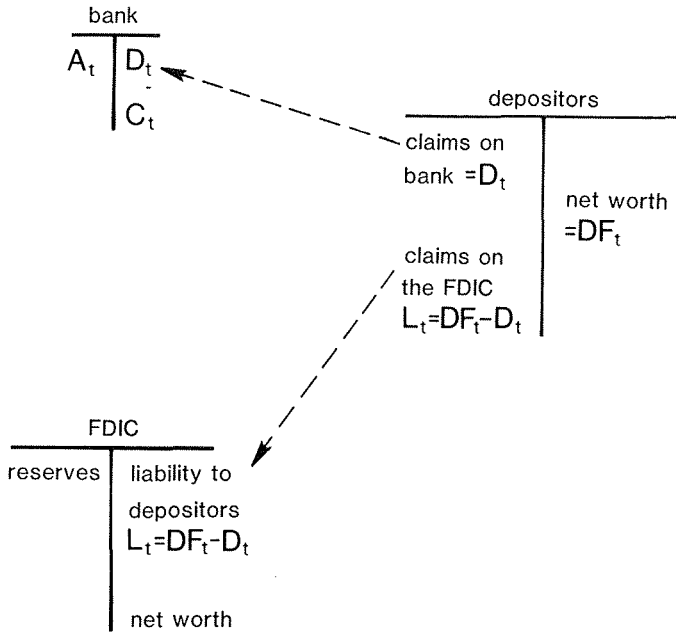 bank
A_t D_t
-
C_t
depositors
claims on
bank =D_t
net worth
=DF_t
claims on
the FDIC
L_t=DF_t-D_t
FDIC
reserves liability to
depositors
L_t=DF_t-D_t
net worth